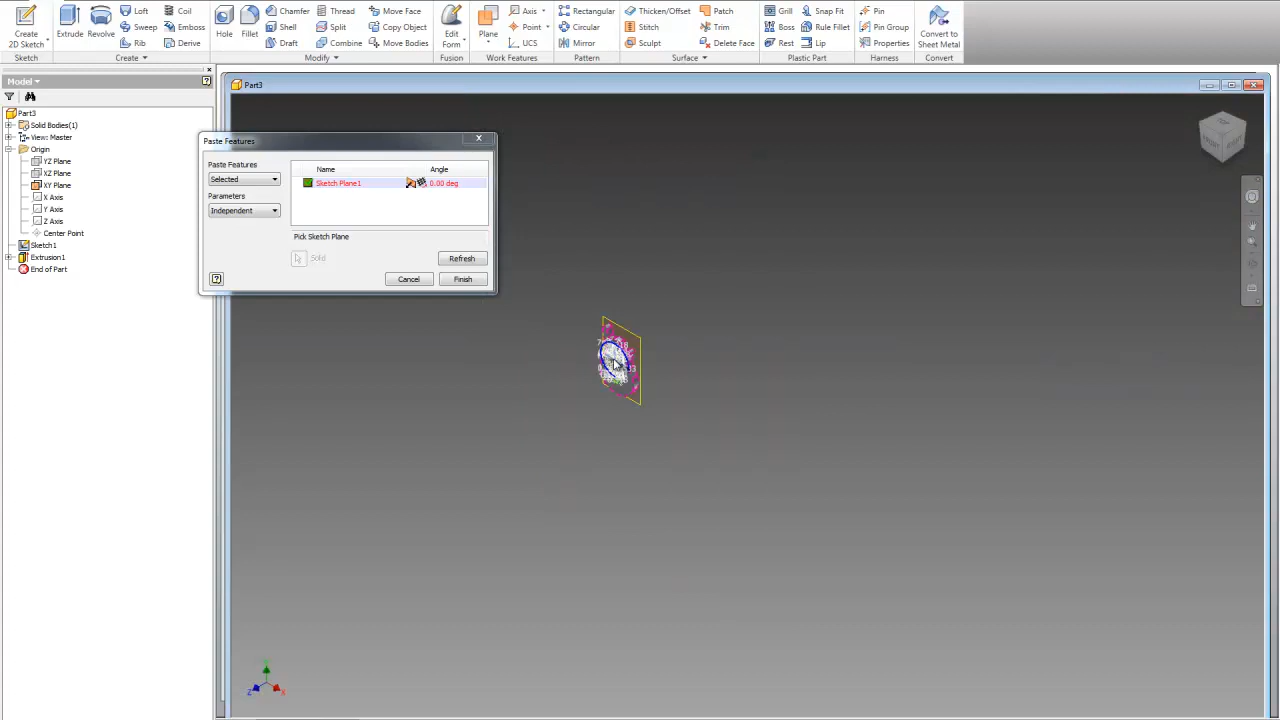 Create
2D Sketch
Sketch
Extrude
Revolve
Loft
Sweep
Rib
Coil
Emboss
Derive
Create
Hole
Fillet
Chamfer
Shell
Draft
Thread
Split
Combine
Move Face
Copy Object
Move Bodies
Modify
Edit
Form
Fusion
Plane
Axis
Point
UCS
Work Features
Rectangular
Circular
Mirror
Pattern
Thicken/Offset
Stitch
Sculpt
Patch
Trim
Delete Face
Surface
Grill
Boss
Rest
Snap Fit
Rule Fillet
Lip
Plastic Part
Pin
Pin Group
Properties
Harness
Convert to
Sheet Metal
Convert
Model
Part3
Solid Bodies(1)
View: Master
Origin
YZ Plane
XZ Plane
XY Plane
X Axis
Y Axis
Z Axis
Center Point
Sketch1
Extrusion1
End of Part
Part3
Paste Features
Paste Features
Selected
Parameters
Independent
Name Angle
Sketch Plane1 0.00 deg
Pick Sketch Plane
Solid
Refresh
Cancel
Finish
FRONT
RIGHT
Z
X